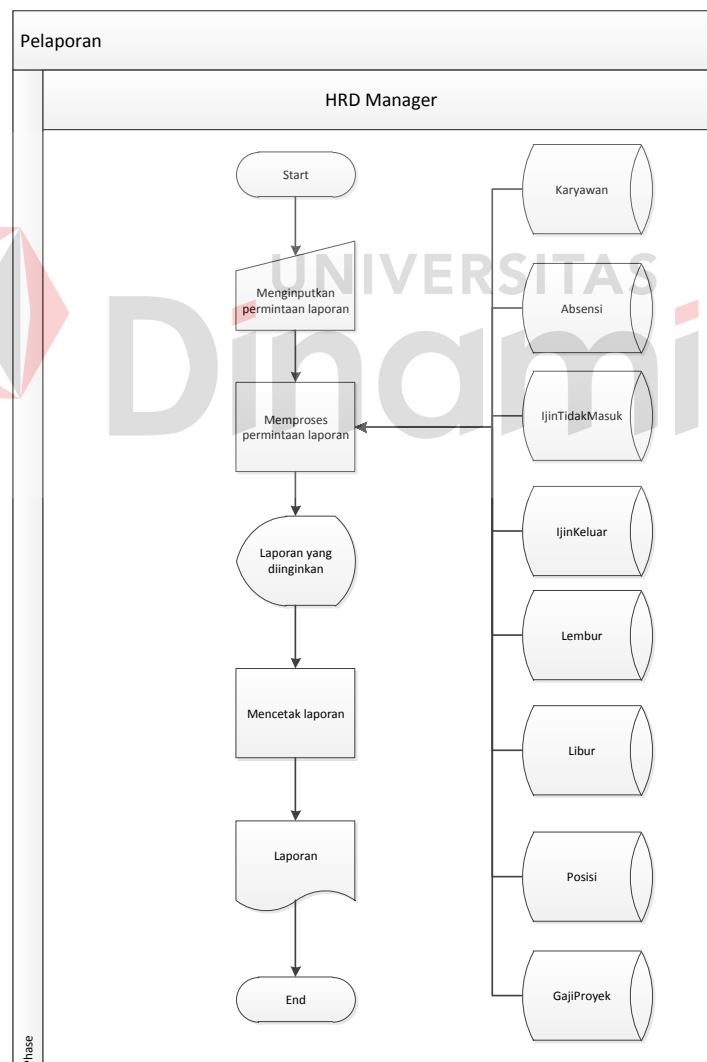 Pelaporan
HRD Manager
Start
Menginputkan
permintaan laporan
Memproses
permintaan laporan
Laporan yang
diinginkan
Mencetak laporan
Laporan
End
Karyawan
Absensi
IjinTidakMasuk
IjinKeluar
Lembur
Libur
Posisi
GajiProyek
Phase
UNIVERSITAS
Dinami